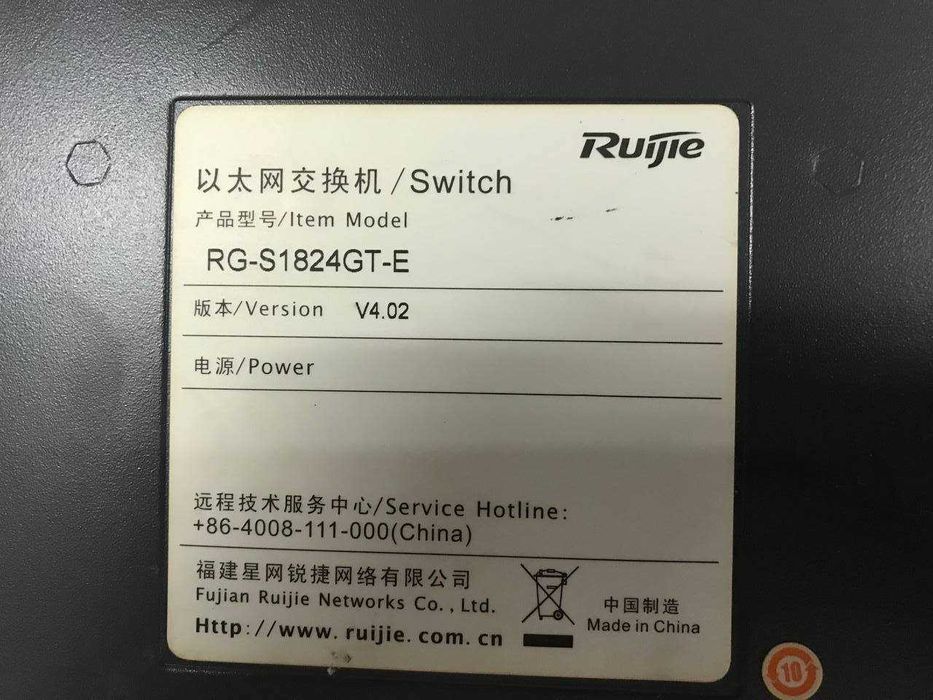 Ruijie
以太网交换机/Switch
产品型号/Item Model
RG-S1824GT-E
版本/Version V4.02
电源/Power
远程技术服务中心/Service Hotline:
+86-4008-111-000(China)
福建星网锐捷网络有限公司
Fujian Ruijie Networks Co., Ltd.
Http://www.ruijie.com.cn
中国制造
Made in China
10